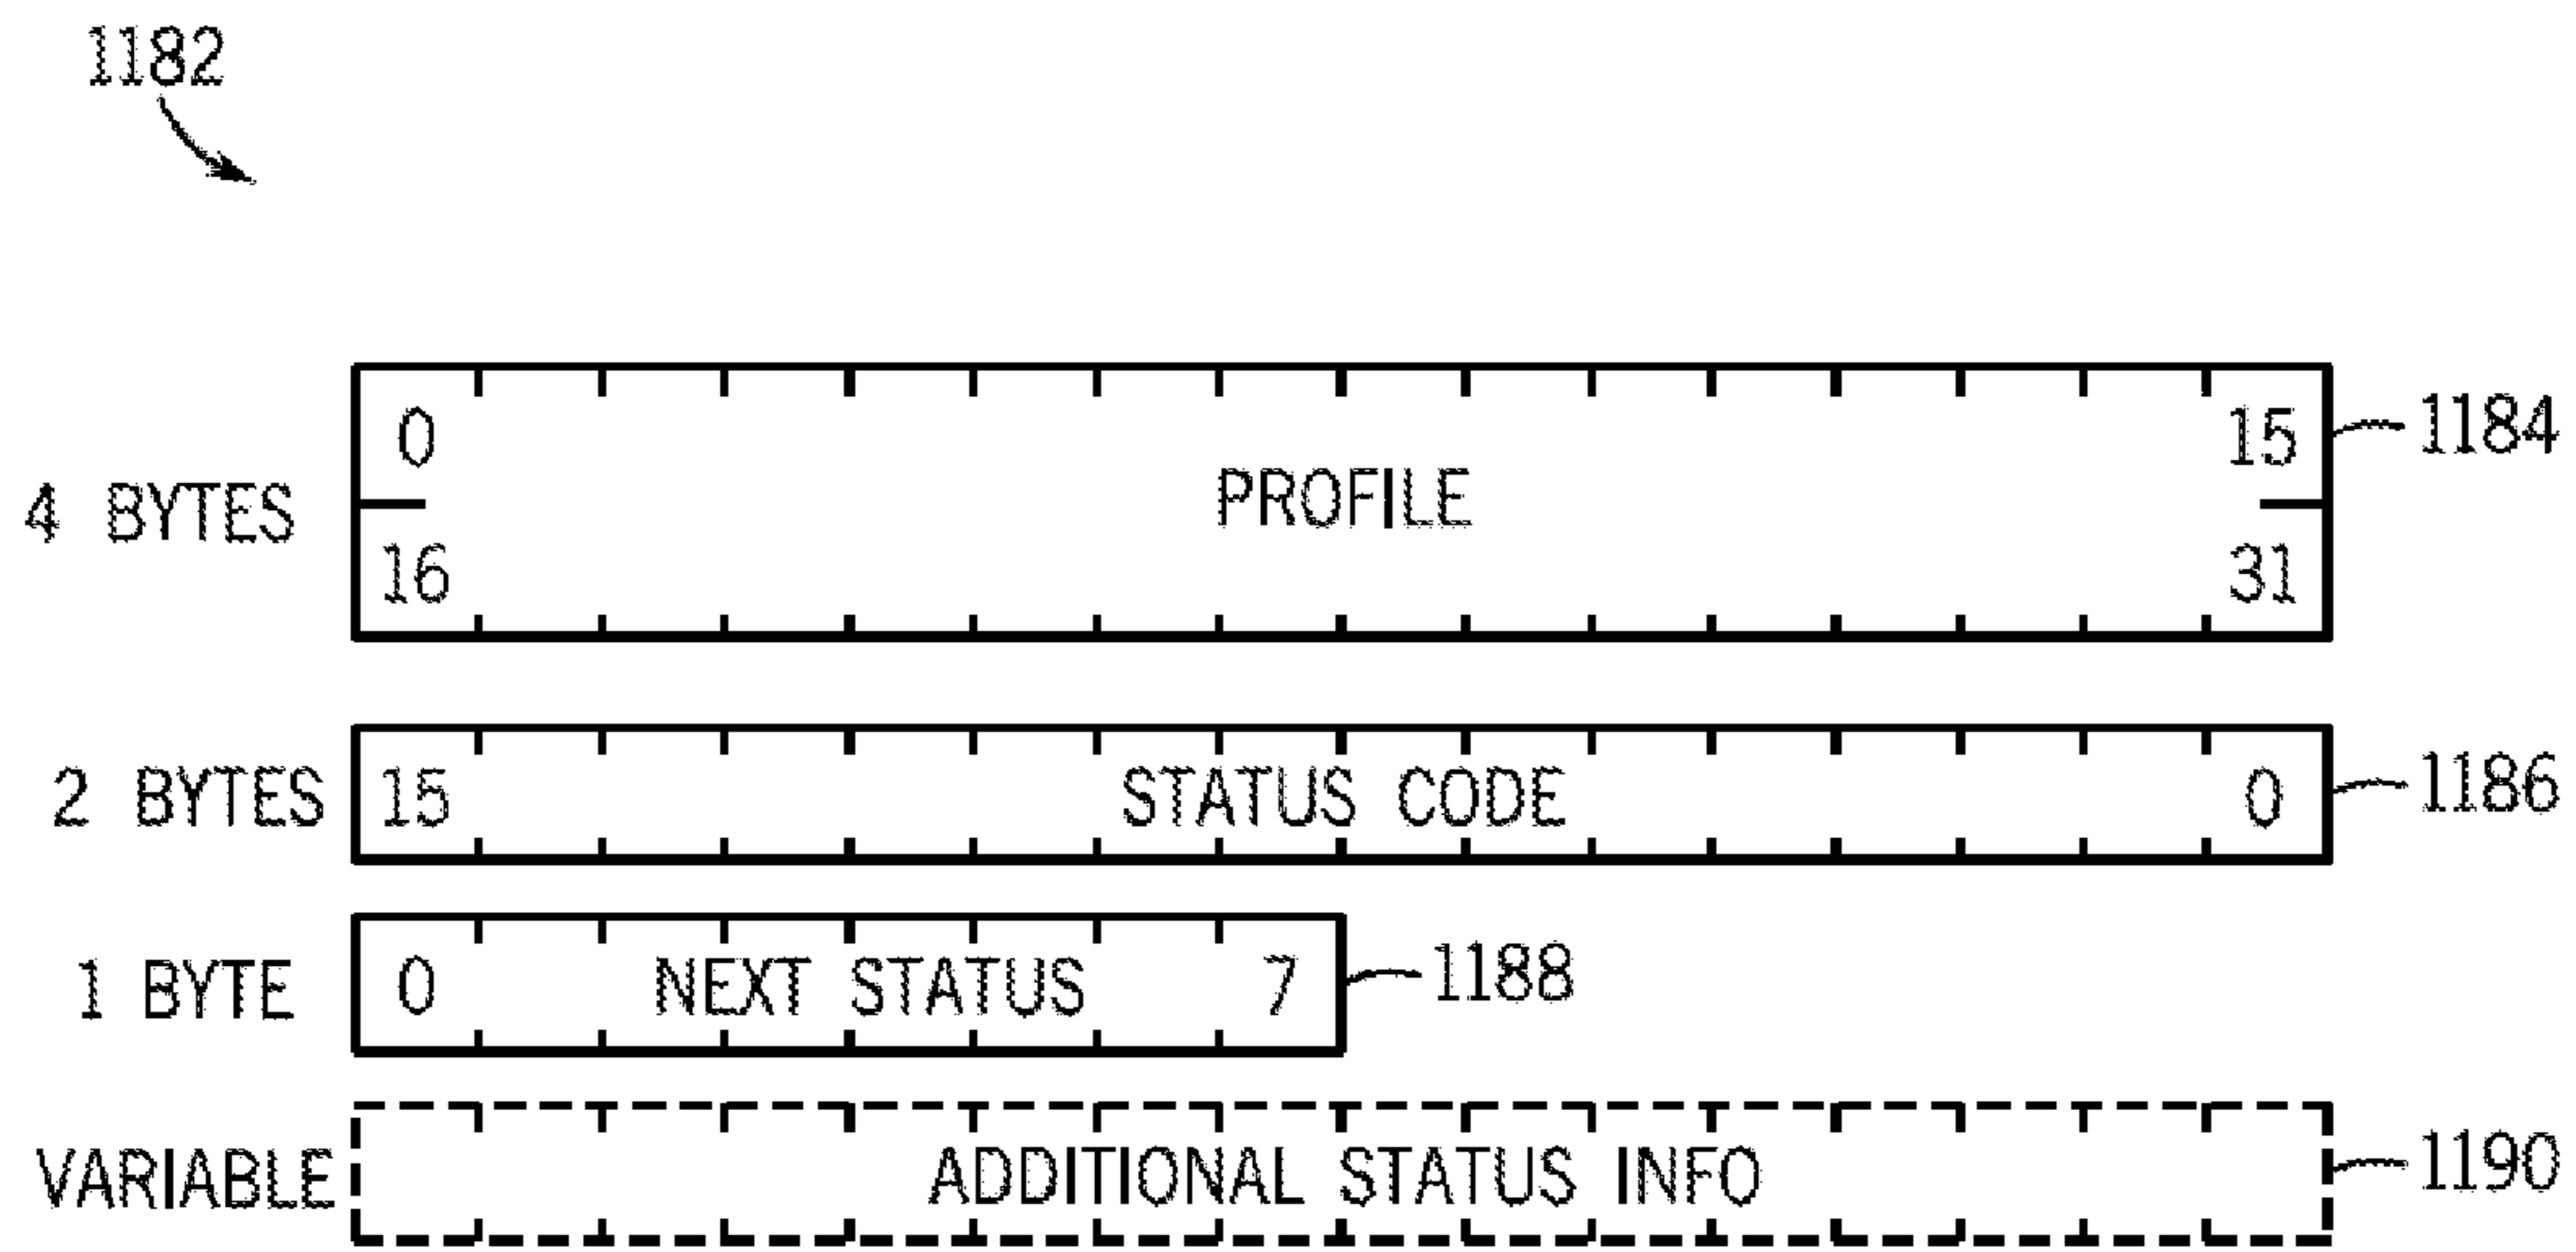 1182
0 15 1184
4 BYTES PROFILE
16 31
2 BYTES 15 STATUS CODE 0 1186
1 BYTE 0 NEXT STATUS 7 1188
VARIABLE ADDITIONAL STATUS INFO 1190